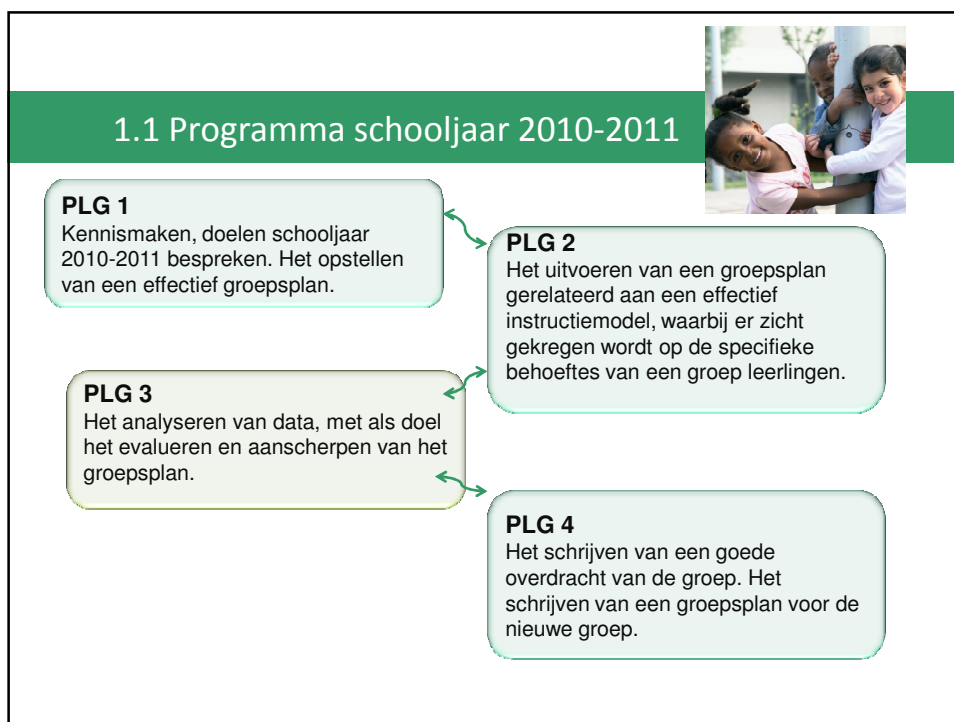 1.1 Programma schooljaar 2010-2011
PLG 1
Kennismaken, doelen schooljaar
2010-2011 bespreken. Het opstellen
van een effectief groepsplan.
PLG 2
Het uitvoeren van een groepsplan
gerelateerd aan een effectief
instructiemodel, waarbij er zicht
gekregen wordt op de specifieke
behoeftes van een groep leerlingen.
PLG 3
Het analyseren van data, met als doel
het evalueren en aanscherpen van het
groepsplan.
PLG 4
Het schrijven van een goede
overdracht van de groep. Het
schrijven van een groepsplan voor de
nieuwe groep.